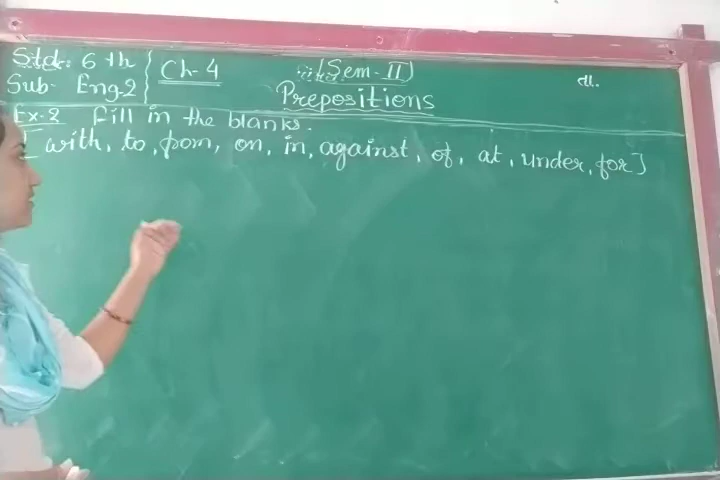 Std: 6 th
Sub- Eng-2
Ch-4
(Sem-II)
Prepositions
તા.
Ex-2 Fill in the blanks.
[with, to, from, on, in, against, of, at, under, for]